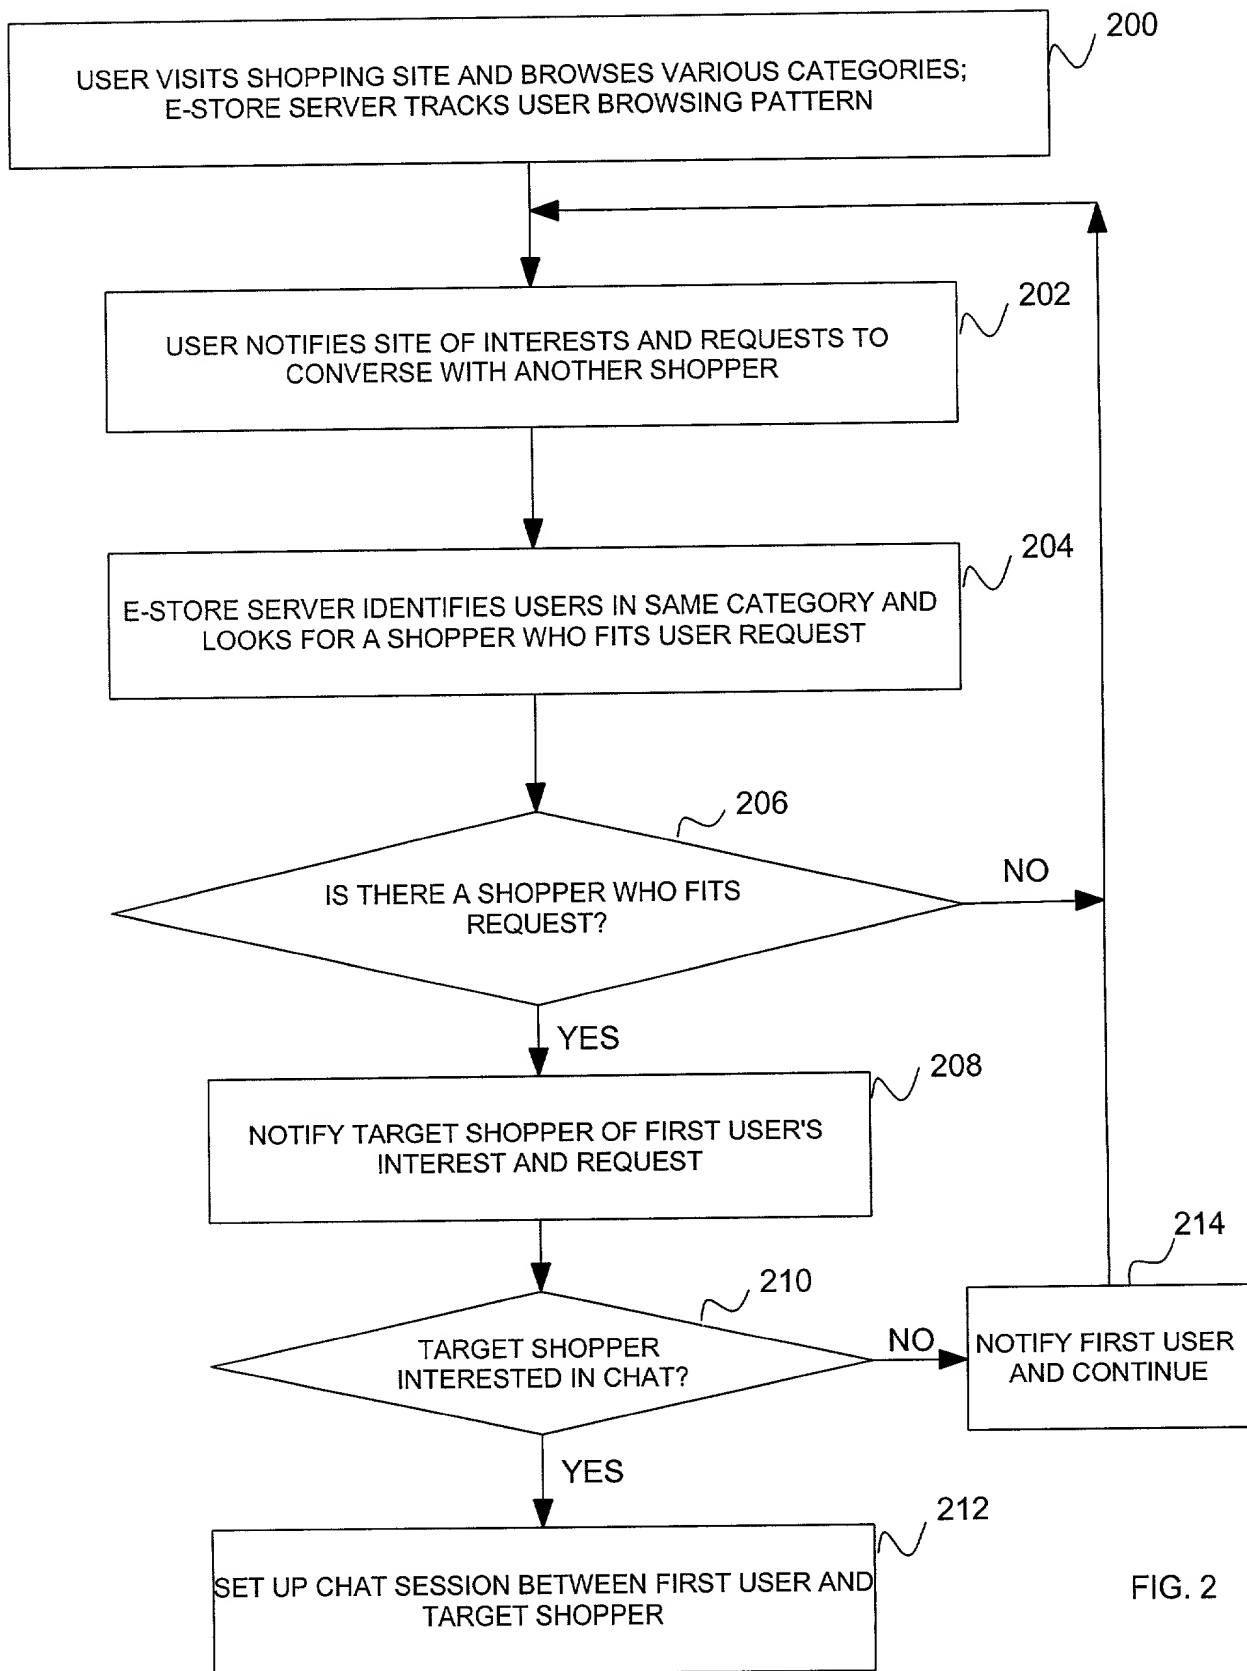 200
USER VISITS SHOPPING SITE AND BROWSES VARIOUS CATEGORIES;
E-STORE SERVER TRACKS USER BROWSING PATTERN
202
USER NOTIFIES SITE OF INTERESTS AND REQUESTS TO
CONVERSE WITH ANOTHER SHOPPER
204
E-STORE SERVER IDENTIFIES USERS IN SAME CATEGORY AND
LOOKS FOR A SHOPPER WHO FITS USER REQUEST
206
IS THERE A SHOPPER WHO FITS
REQUEST?
NO
YES
208
NOTIFY TARGET SHOPPER OF FIRST USER'S
INTEREST AND REQUEST
210
TARGET SHOPPER
INTERESTED IN CHAT?
NO
214
NOTIFY FIRST USER
AND CONTINUE
YES
212
SET UP CHAT SESSION BETWEEN FIRST USER AND
TARGET SHOPPER
FIG. 2